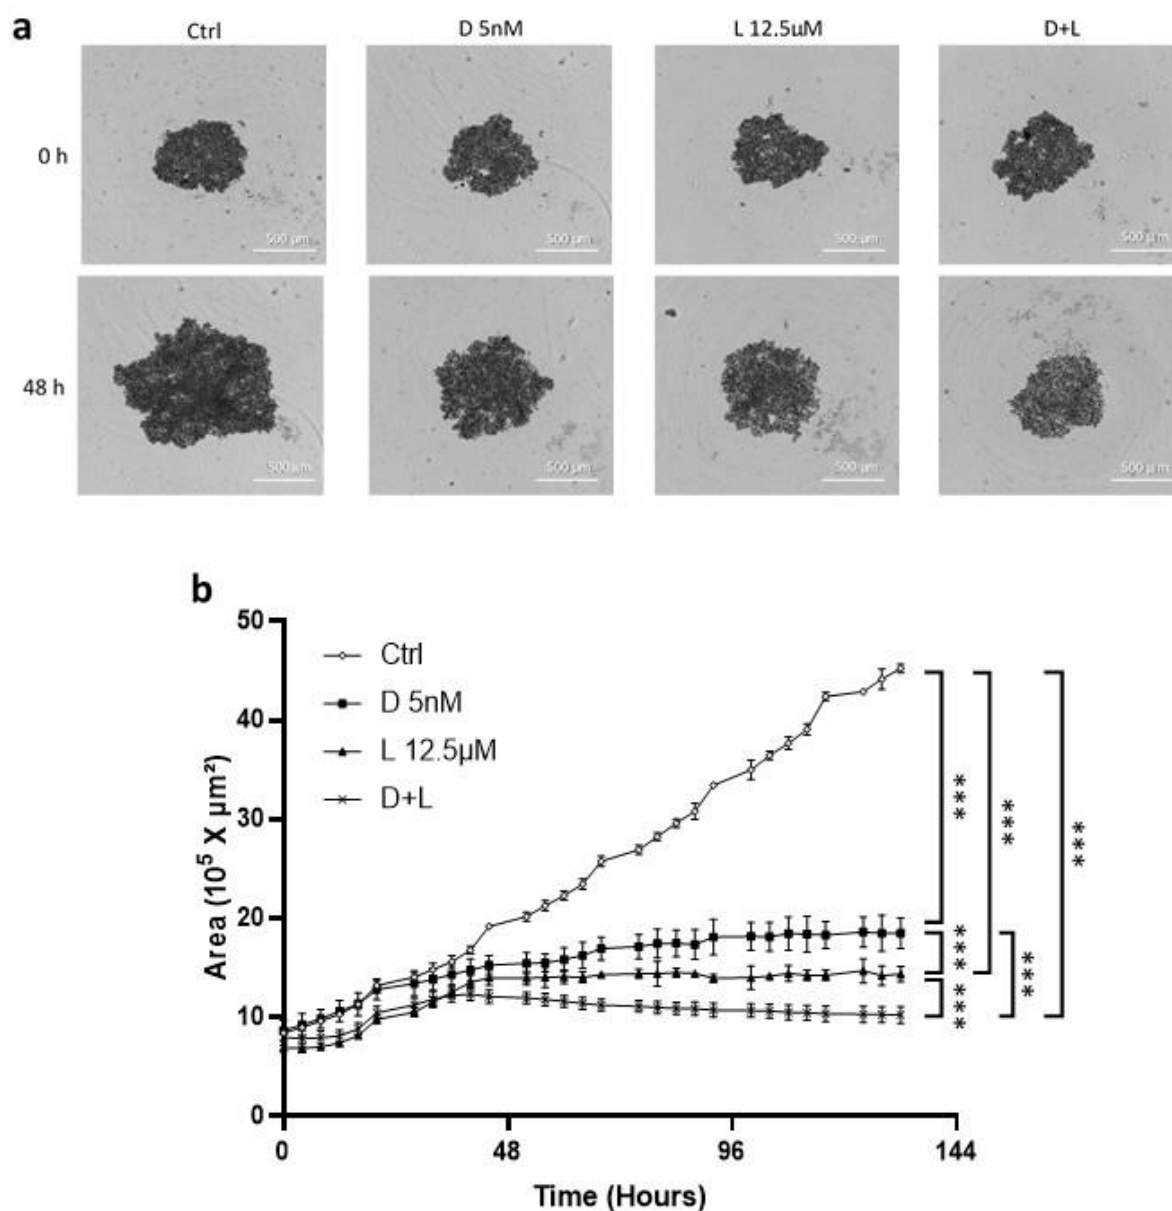 a
Ctrl
D 5nM
L 12.5µM
D+L
0 h
500 µm
500 µm
500 µm
500 µm
48 h
500 µm
500 µm
500 µm
500 µm
b
50
40
30
20
10
0
Area (10⁵ X µm²)
Ctrl
D 5nM
L 12.5µM
D+L
***
***
***
***
***
***
0
48
96
144
Time (Hours)